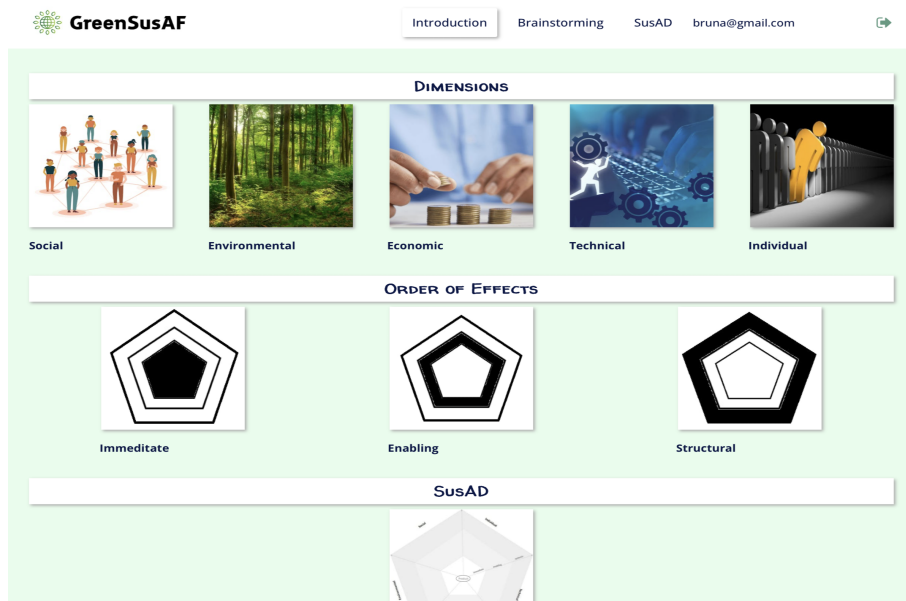 GreenSusAF
Introduction
Brainstorming
SusAD
bruna@gmail.com
Dimensions
Social
Environmental
Economic
Technical
Individual
Order of Effects
Immeditate
Enabling
Structural
SusAD